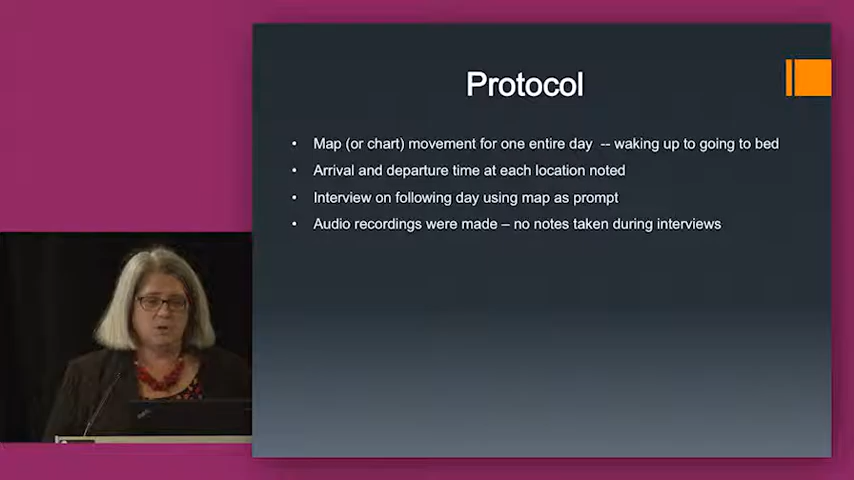 Protocol
• Map (or chart) movement for one entire day -- waking up to going to bed
• Arrival and departure time at each location noted
• Interview on following day using map as prompt
• Audio recordings were made – no notes taken during interviews